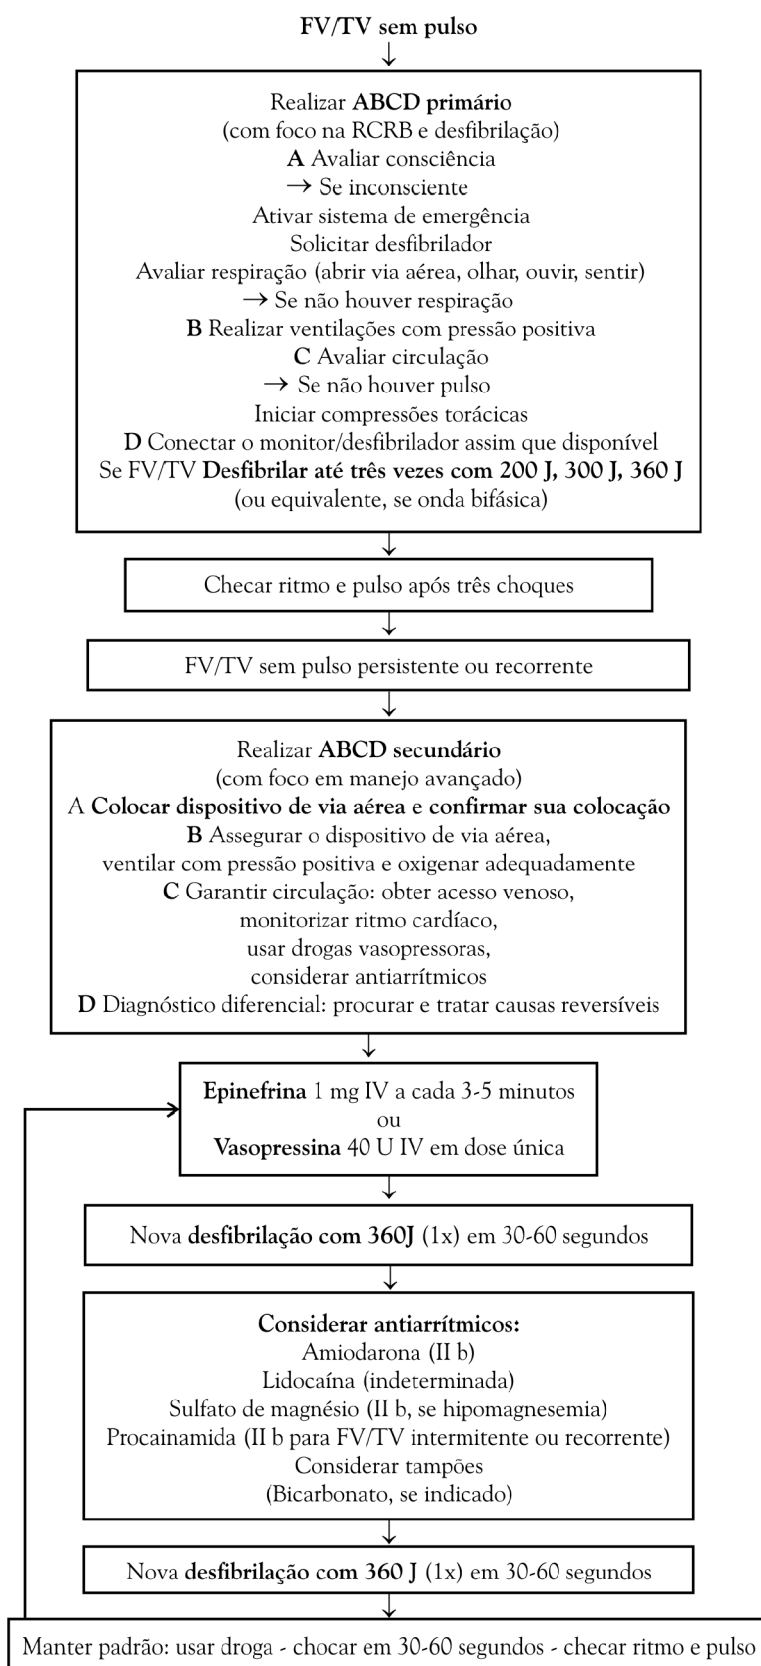 FV/TV sem pulso
Realizar ABCD primário
(com foco na RCRB e desfibrilação)
A Avaliar consciência
→ Se inconsciente
Ativar sistema de emergência
Solicitar desfibrilador
Avaliar respiração (abrir via aérea, olhar, ouvir, sentir)
→ Se não houver respiração
B Realizar ventilações com pressão positiva
C Avaliar circulação
→ Se não houver pulso
Iniciar compressões torácicas
D Conectar o monitor/desfibrilador assim que disponível
Se FV/TV Desfibrilar até três vezes com 200 J, 300 J, 360 J
(ou equivalente, se onda bifásica)
Checar ritmo e pulso após três choques
FV/TV sem pulso persistente ou recorrente
Realizar ABCD secundário
(com foco em manejo avançado)
A Colocar dispositivo de via aérea e confirmar sua colocação
B Assegurar o dispositivo de via aérea,
ventilar com pressão positiva e oxigenar adequadamente
C Garantir circulação: obter acesso venoso,
monitorizar ritmo cardíaco,
usar drogas vasopressoras,
considerar antiarrítmicos
D Diagnóstico diferencial: procurar e tratar causas reversíveis
Epinefrina 1 mg IV a cada 3-5 minutos
ou
Vasopressina 40 U IV em dose única
Nova desfibrilação com 360J (1x) em 30-60 segundos
Considerar antiarrítmicos:
Amiodarona (II b)
Lidocaína (indeterminada)
Sulfato de magnésio (II b, se hipomagnesemia)
Procainamida (II b para FV/TV intermitente ou recorrente)
Considerar tampões
(Bicarbonato, se indicado)
Nova desfibrilação com 360 J (1x) em 30-60 segundos
Manter padrão: usar droga - chocar em 30-60 segundos - checar ritmo e pulso